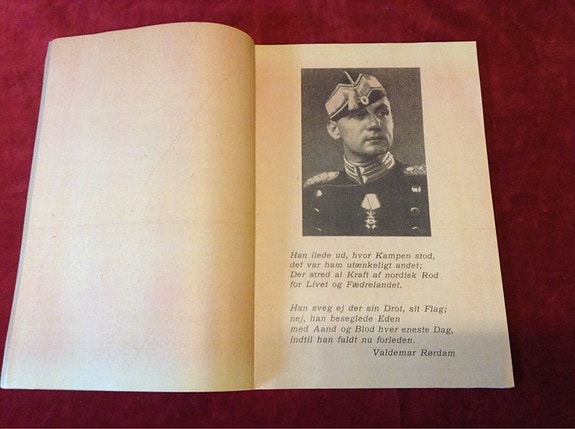 Han ilede ud, hvor Kampen stod,
det var ham utænkeligt andet;
Der stred al Kraft af nordisk Rod
for Livet og Fædrelandet.
Han sveg ej der sin Drot, sit Flag;
nej, han beseglede Eden
med Aand og Blod hver eneste Dag,
indtil han faldt nu forleden.
Valdemar Rørdam